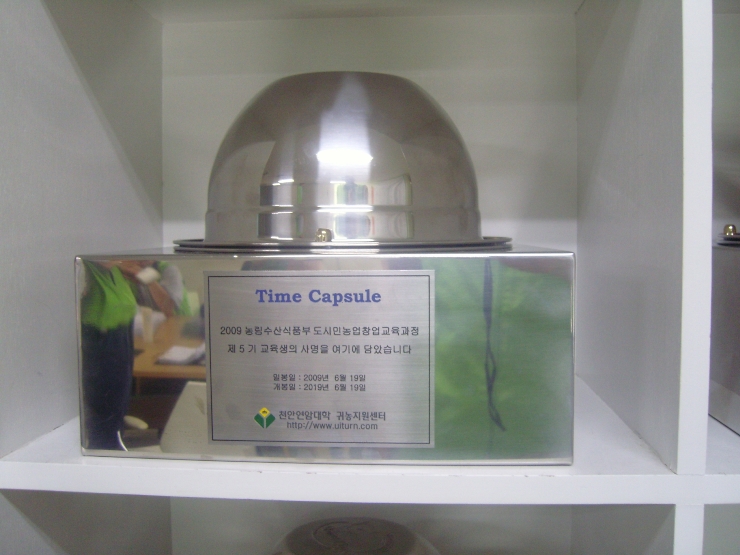 Time Capsule
2009 농림수산식품부 도시민농업창업교육과정
제 5 기 교육생의 사명을 여기에 담았습니다
밀봉일 : 2009년 6월 19일
개봉일 : 2019년 6월 19일
천안연암대학 귀농지원센터
http://www.uiturn.com